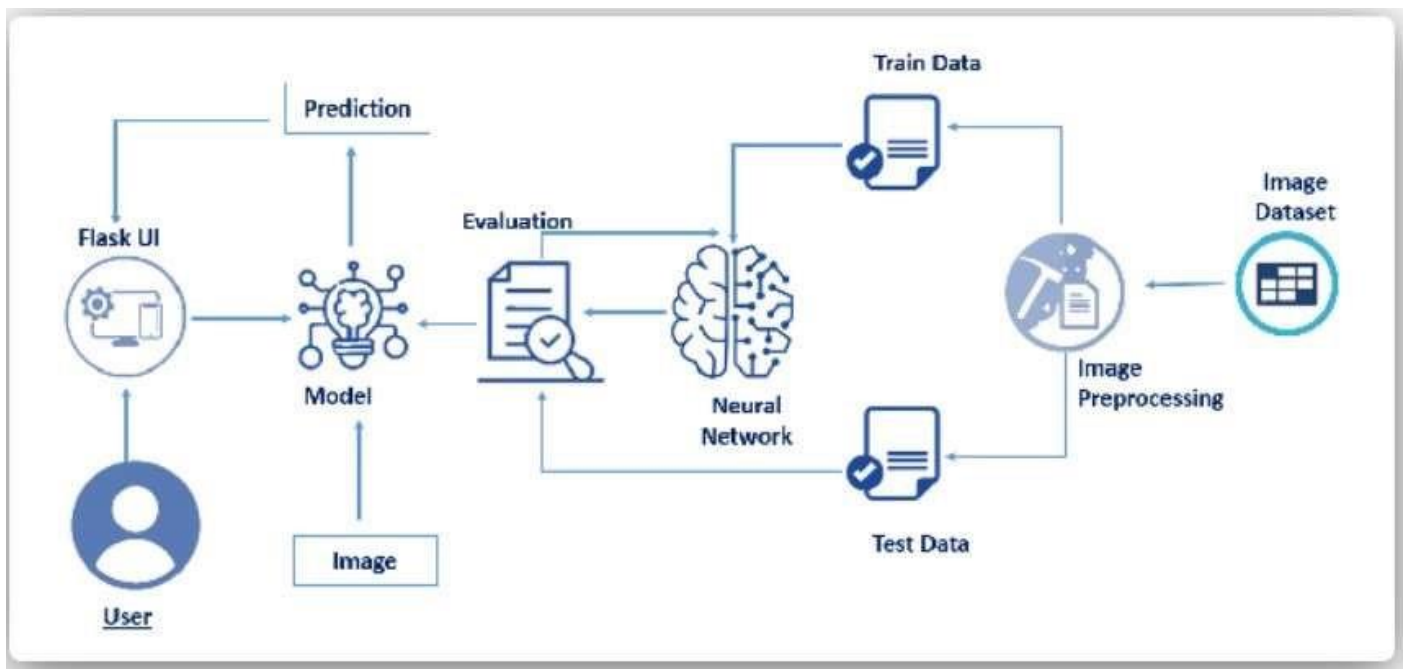 Train Data
Prediction
Image
Dataset
Evaluation
Flask UI
Image
Preprocessing
Model
Neural
Network
Test Data
Image
User